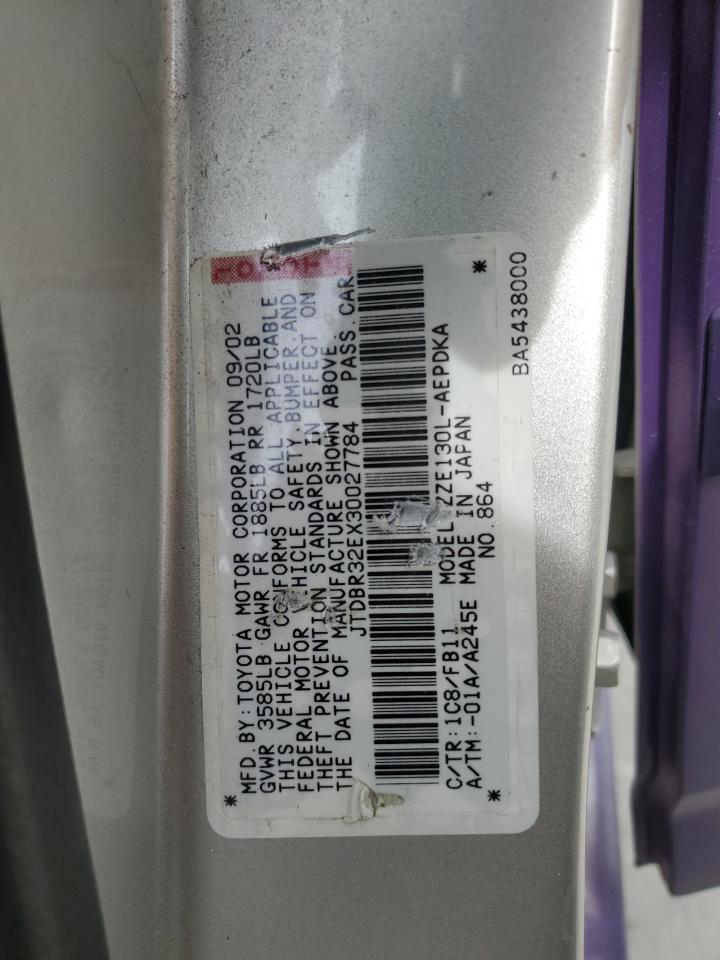 MFD.BY:TOYOTA MOTOR CORPORATION 09/02
GVWR 3585LB GAWR FR 1885LB RR 1720LB
THIS VEHICLE CONFORMS TO ALL APPLICABLE
FEDERAL MOTOR VEHICLE SAFETY, BUMPER, AND
THEFT PREVENTION STANDARDS IN EFFECT ON
THE DATE OF MANUFACTURE SHOWN ABOVE.
JTDBR32EX30027784 PASS.CAR
C/TR:1C8/FB11 MODEL:ZZE130L-AEPDKA
A/TM:-01A/A245E MADE IN JAPAN
NO 864
BA5438000